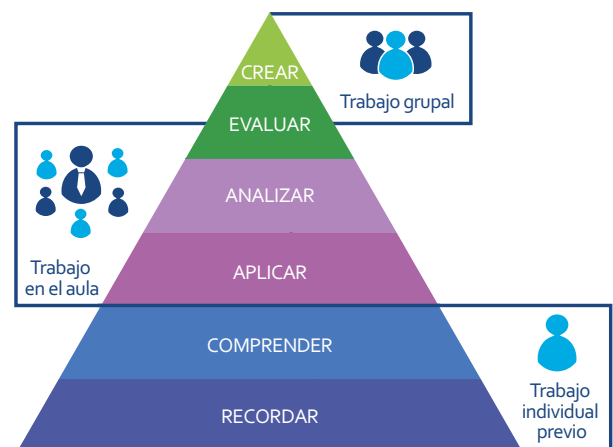 CREAR
Trabajo grupal
EVALUAR
ANALIZAR
Trabajo
en el aula
APLICAR
COMPRENDER
Trabajo
individual
previo
RECORDAR